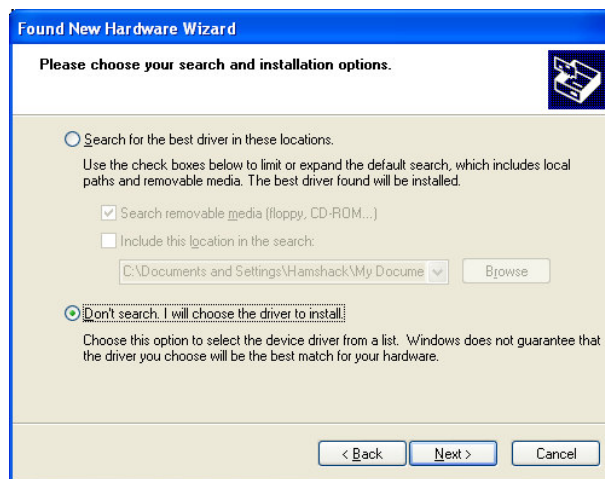 Found New Hardware Wizard
Please choose your search and installation options.
Search for the best driver in these locations.
Use the check boxes below to limit or expand the default search, which includes local
paths and removable media. The best driver found will be installed.
Search removable media (floppy, CD-ROM...)
Include this location in the search:
C:\Documents and Settings\Hamshack\My Docume
Browse
Don't search. I will choose the driver to install.
Choose this option to select the device driver from a list. Windows does not guarantee that
the driver you choose will be the best match for your hardware.
< Back Next > Cancel